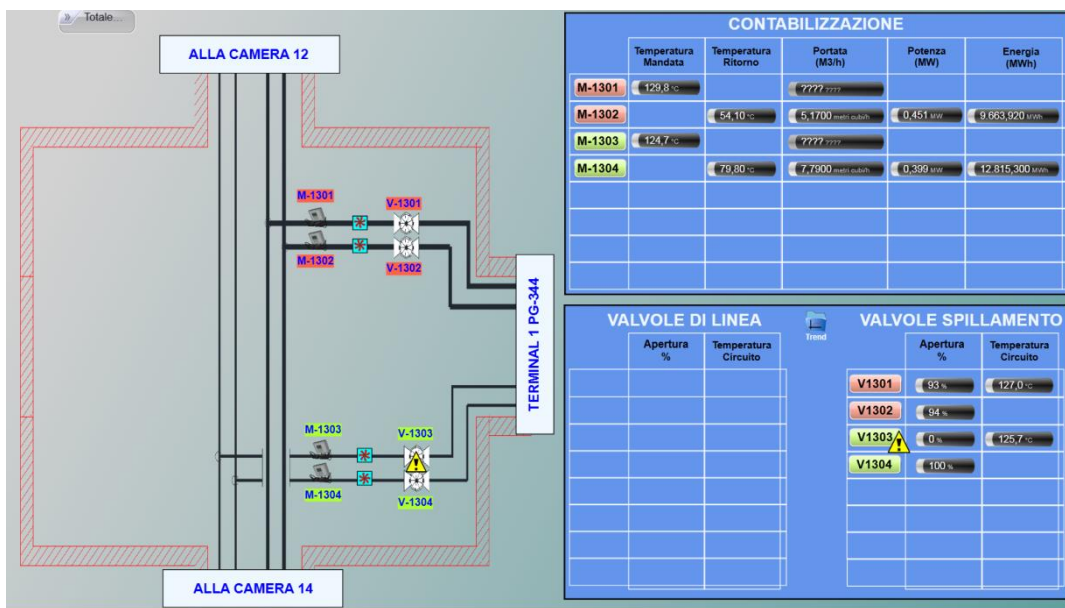 Totale...
ALLA CAMERA 12
M-1301
V-1301
M-1302
V-1302
TERMINAL 1 PG-344
M-1303
V-1303
M-1304
V-1304
ALLA CAMERA 14
CONTABILIZZAZIONE
Temperatura Mandata
Temperatura Ritorno
Portata (M3/h)
Potenza (MW)
Energia (MWh)
M-1301 129,8 °C ???? ????
M-1302 54,10 °C 5,1700 metri cubi/h 0,451 MW 9.663,920 MWh
M-1303 124,7 °C ???? ????
M-1304 79,80 °C 7,7900 metri cubi/h 0,399 MW 12.815,300 MWh
VALVOLE DI LINEA
Apertura %
Temperatura Circuito
Trend
VALVOLE SPILLAMENTO
Apertura %
Temperatura Circuito
V1301 93 % 127,0 °C
V1302 94 %
V1303 0 % 125,7 °C
V1304 100 %